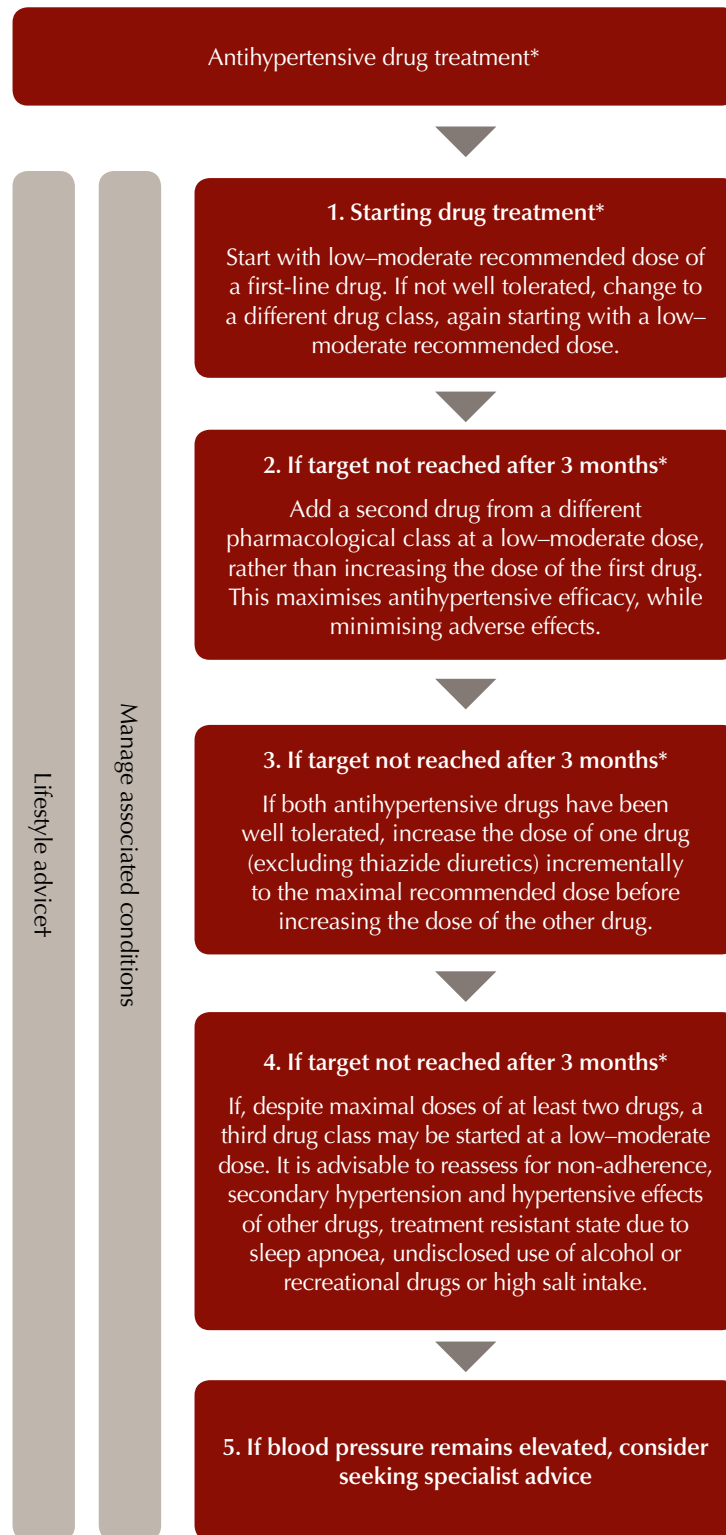 Antihypertensive drug treatment*
1. Starting drug treatment*
Start with low–moderate recommended dose of
a first-line drug. If not well tolerated, change to
a different drug class, again starting with a low–
moderate recommended dose.
2. If target not reached after 3 months*
Add a second drug from a different
pharmacological class at a low–moderate dose,
rather than increasing the dose of the first drug.
This maximises antihypertensive efficacy, while
minimising adverse effects.
3. If target not reached after 3 months*
If both antihypertensive drugs have been
well tolerated, increase the dose of one drug
(excluding thiazide diuretics) incrementally
to the maximal recommended dose before
increasing the dose of the other drug.
4. If target not reached after 3 months*
If, despite maximal doses of at least two drugs, a
third drug class may be started at a low–moderate
dose. It is advisable to reassess for non-adherence,
secondary hypertension and hypertensive effects
of other drugs, treatment resistant state due to
sleep apnoea, undisclosed use of alcohol or
recreational drugs or high salt intake.
5. If blood pressure remains elevated, consider
seeking specialist advice
Lifestyle advice†
Manage associated conditions